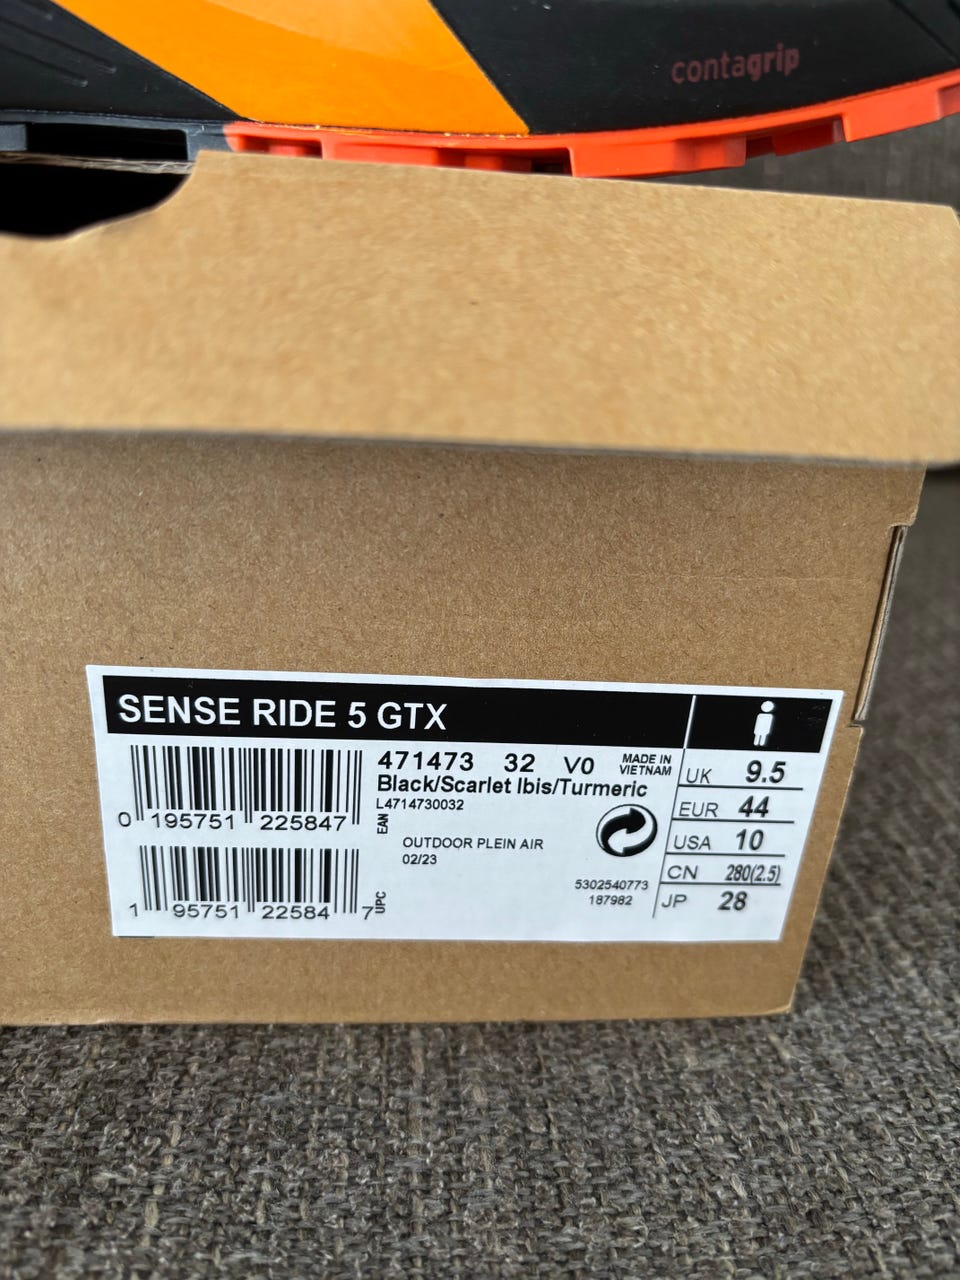 contagrip
SENSE RIDE 5 GTX
471473 32 V0 MADE IN VIETNAM
Black/Scarlet Ibis/Turmeric
L4714730032
0 195751 225847
EAN
OUTDOOR PLEIN AIR
02/23
1 95751 22584 7
UPC
5302540773
187982
UK 9.5
EUR 44
USA 10
CN 280(2.5)
JP 28